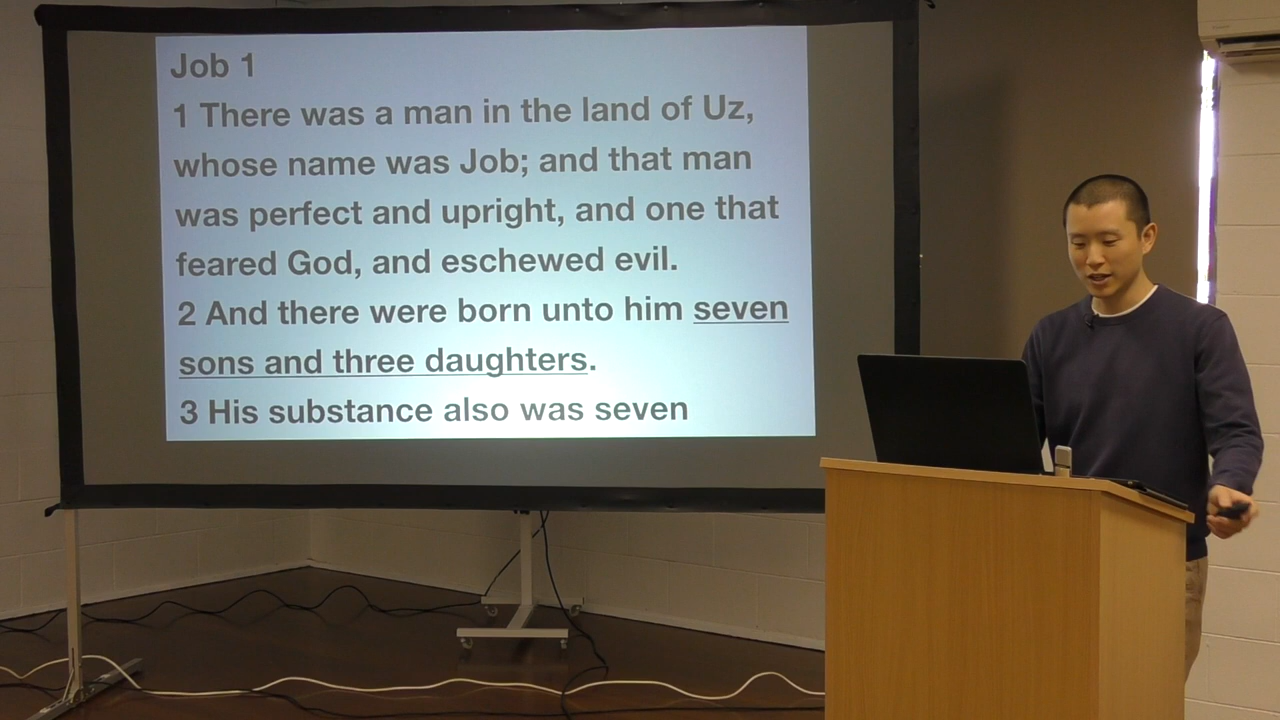 Job 1
1 There was a man in the land of Uz,
whose name was Job; and that man
was perfect and upright, and one that
feared God, and eschewed evil.
2 And there were born unto him seven
sons and three daughters.
3 His substance also was seven